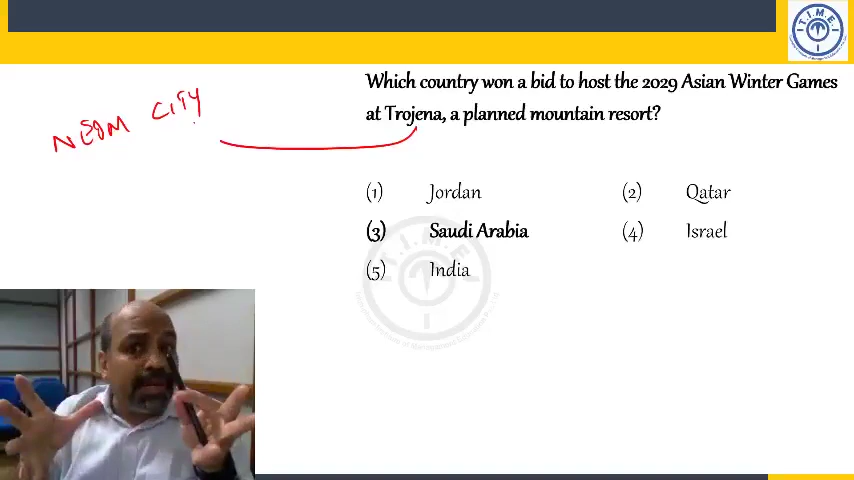 T.I.M.E.
Which country won a bid to host the 2029 Asian Winter Games
at Trojena, a planned mountain resort?
NEOM CITY
(1) Jordan (2) Qatar
(3) Saudi Arabia (4) Israel
(5) India
T.I.M.E.